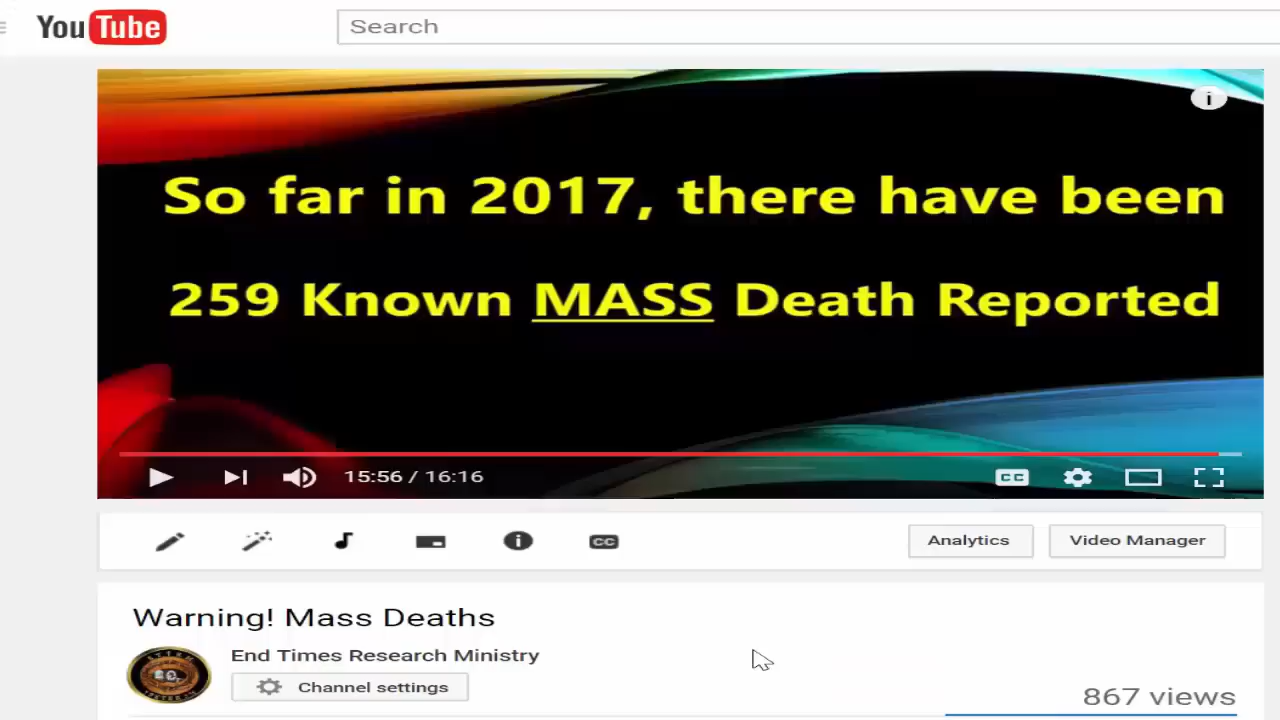 YouTube
Search
So far in 2017, there have been
259 Known MASS Death Reported
15:56 / 16:16
CC
CC
Analytics
Video Manager
Warning! Mass Deaths
End Times Research Ministry
Channel settings
867 views